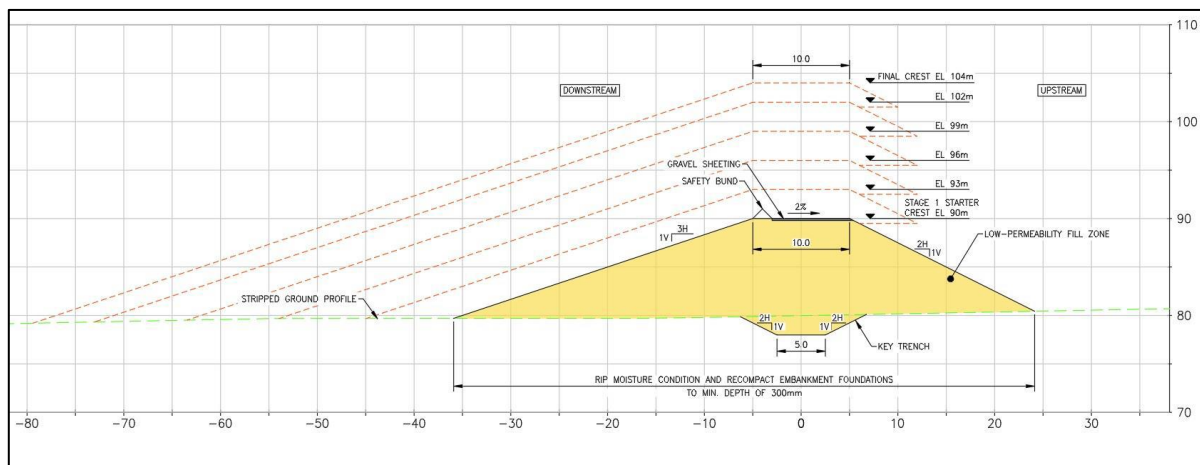 110
10.0
FINAL CREST EL 104m
DOWNSTREAM
UPSTREAM
EL 102m
100
EL 99m
GRAVEL SHEETING
EL 96m
SAFETY BUND
EL 93m
2%
STAGE 1 STARTER
CREST EL 90m
90
3H
1V
10.0
2H
1V
LOW-PERMEABILITY FILL ZONE
STRIPPED GROUND PROFILE
80
2H
1V
1V
2H
5.0
KEY TRENCH
RIP MOISTURE CONDITION AND RECOMPACT EMBANKMENT FOUNDATIONS
TO MIN. DEPTH OF 300mm
70
-80
-70
-60
-50
-40
-30
-20
-10
0
10
20
30